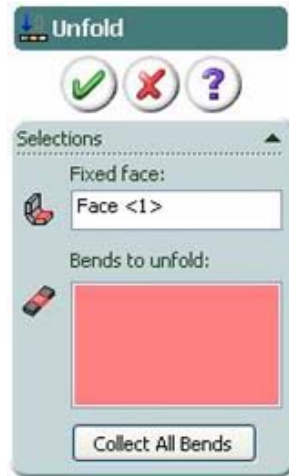 Unfold
?
Selections
Fixed face:
Face <1>
Bends to unfold:
Collect All Bends